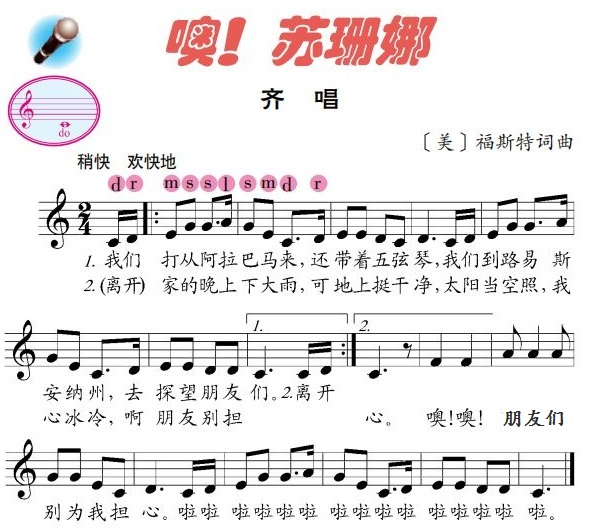 噢！苏珊娜
齐 唱
do
〔美〕福斯特词曲
稍快 欢快地
d r m s s l s m d r
2/4
1. 我们 打从阿拉巴马来，还带着五弦琴，我们到路易 斯
2.(离开) 家的晚上下大雨，可地上挺干净，太阳当空照，我
1. 2.
安纳州，去 探望朋友 们。2.离开
心冰冷，啊 朋友别担 心。 噢!噢! 朋友们
别为我担 心。啦啦 啦啦啦啦 啦啦啦啦 啦啦啦啦 啦。